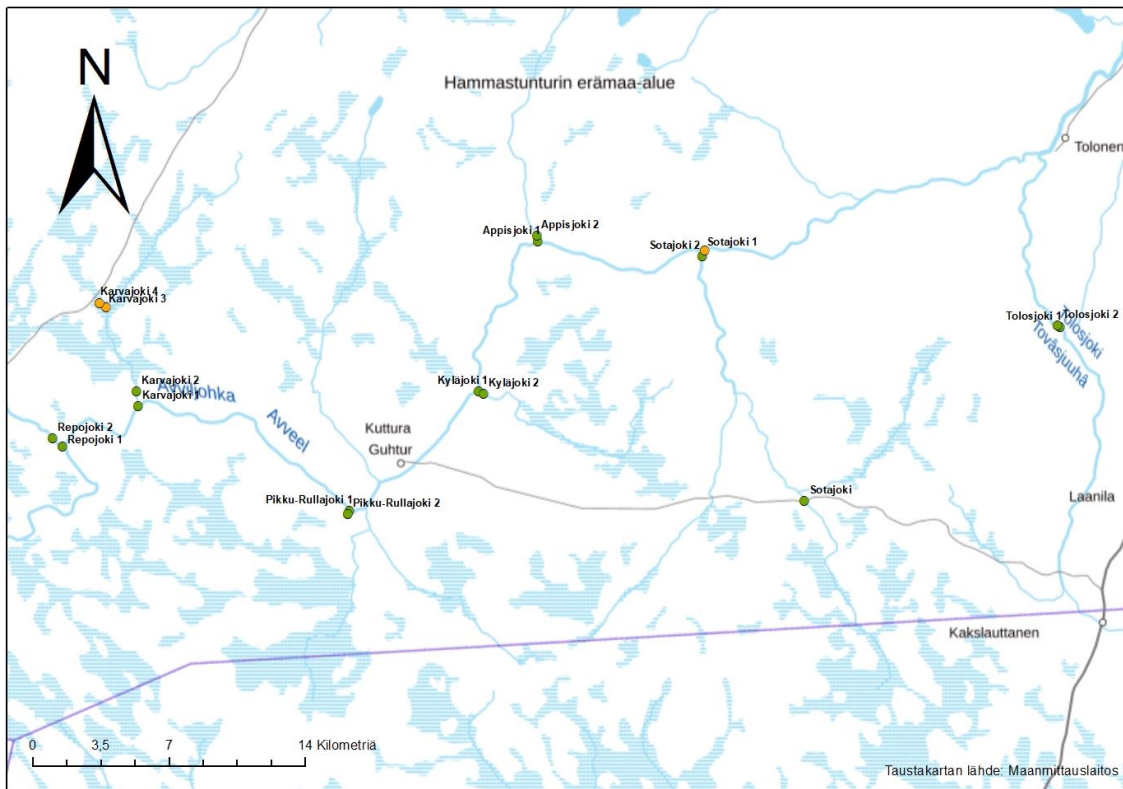 N
Hammastunturin erämaa-alue
Tolonen
Appisjoki 1
Appisjoki 2
Sotajoki 2
Sotajoki 1
Karvajoki 4
Karvajoki 3
Tolosjoki 1
Tolosjoki 2
Tolosjoki
Tovâsjuuhâ
Karvajoki 2
Karvajoki 1
Avviljohka
Kyläjoki 1
Kyläjoki 2
Avveel
Kuttura
Guhtur
Repojoki 2
Repojoki 1
Sotajoki
Laanila
Pikku-Rullajoki 1
Pikku-Rullajoki 2
Kakslauttanen
0
3,5
7
14 Kilometriä
Taustakartan lähde: Maanmittauslaitos